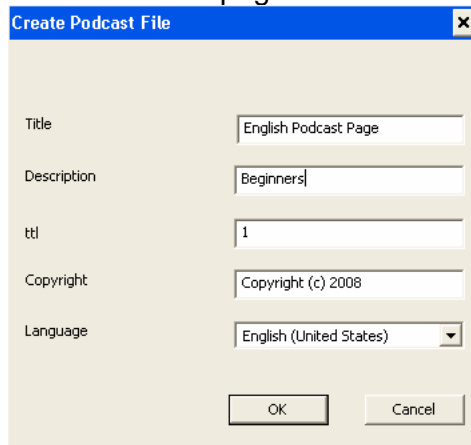 Create Podcast File
Title English Podcast Page
Description Beginners
ttl 1
Copyright Copyright (c) 2008
Language English (United States)
OK Cancel